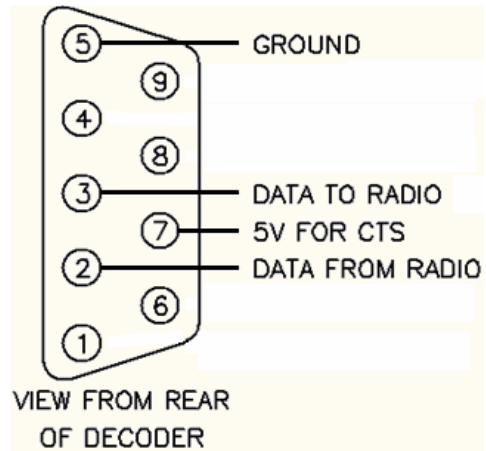 5 GROUND
9
4
8
3 DATA TO RADIO
7 5V FOR CTS
2 DATA FROM RADIO
6
1
VIEW FROM REAR
OF DECODER